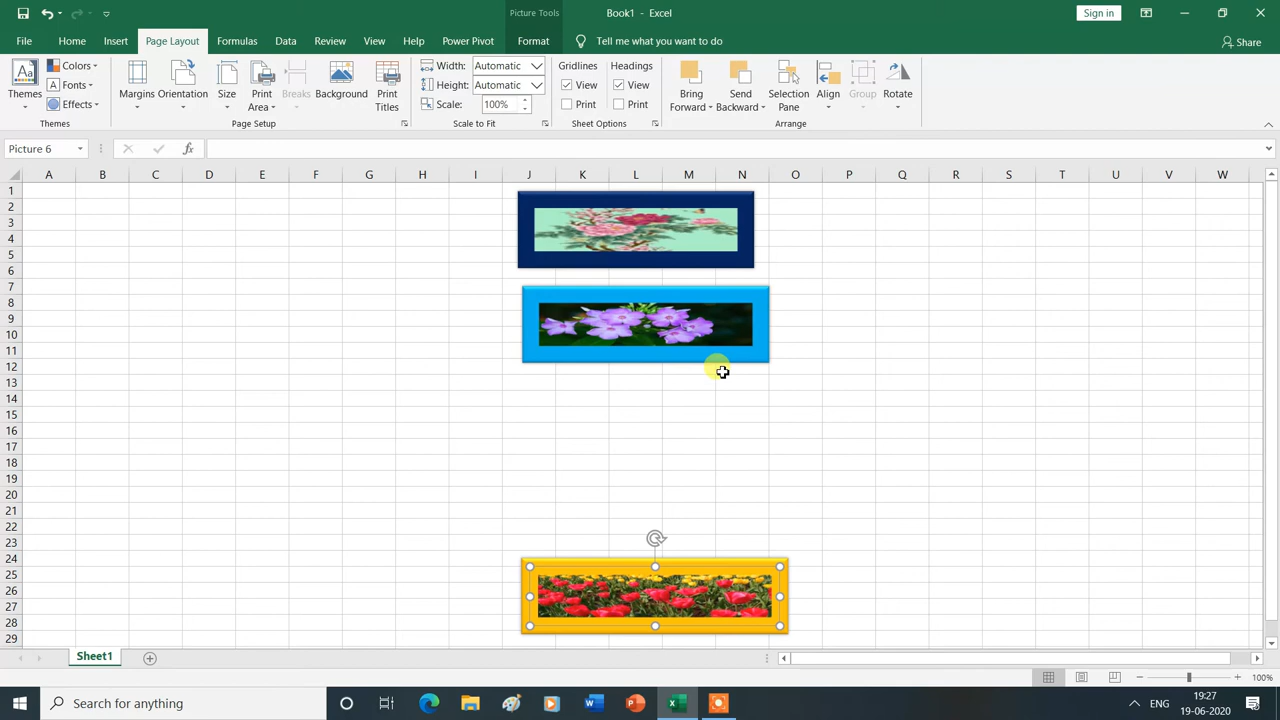 Picture Tools
Book1 - Excel
Sign in
File Home Insert Page Layout Formulas Data Review View Help Power Pivot Format Tell me what you want to do Share
Themes Colors Fonts Effects
Themes
Margins Orientation Size Print Area Breaks Background Print Titles
Page Setup
Width: Automatic
Height: Automatic
Scale: 100%
Scale to Fit
Gridlines Headings
View View
Print Print
Sheet Options
Bring Forward Send Backward Selection Pane Align Group Rotate
Arrange
Picture 6 fx
A B C D E F G H I J K L M N O P Q R S T U V W
1
2
3
4
5
6
7
8
9
10
11
12
13
14
15
16
17
18
19
20
21
22
23
24
25
26
27
28
29
Sheet1
100%
Search for anything
ENG
19:27
19-06-2020